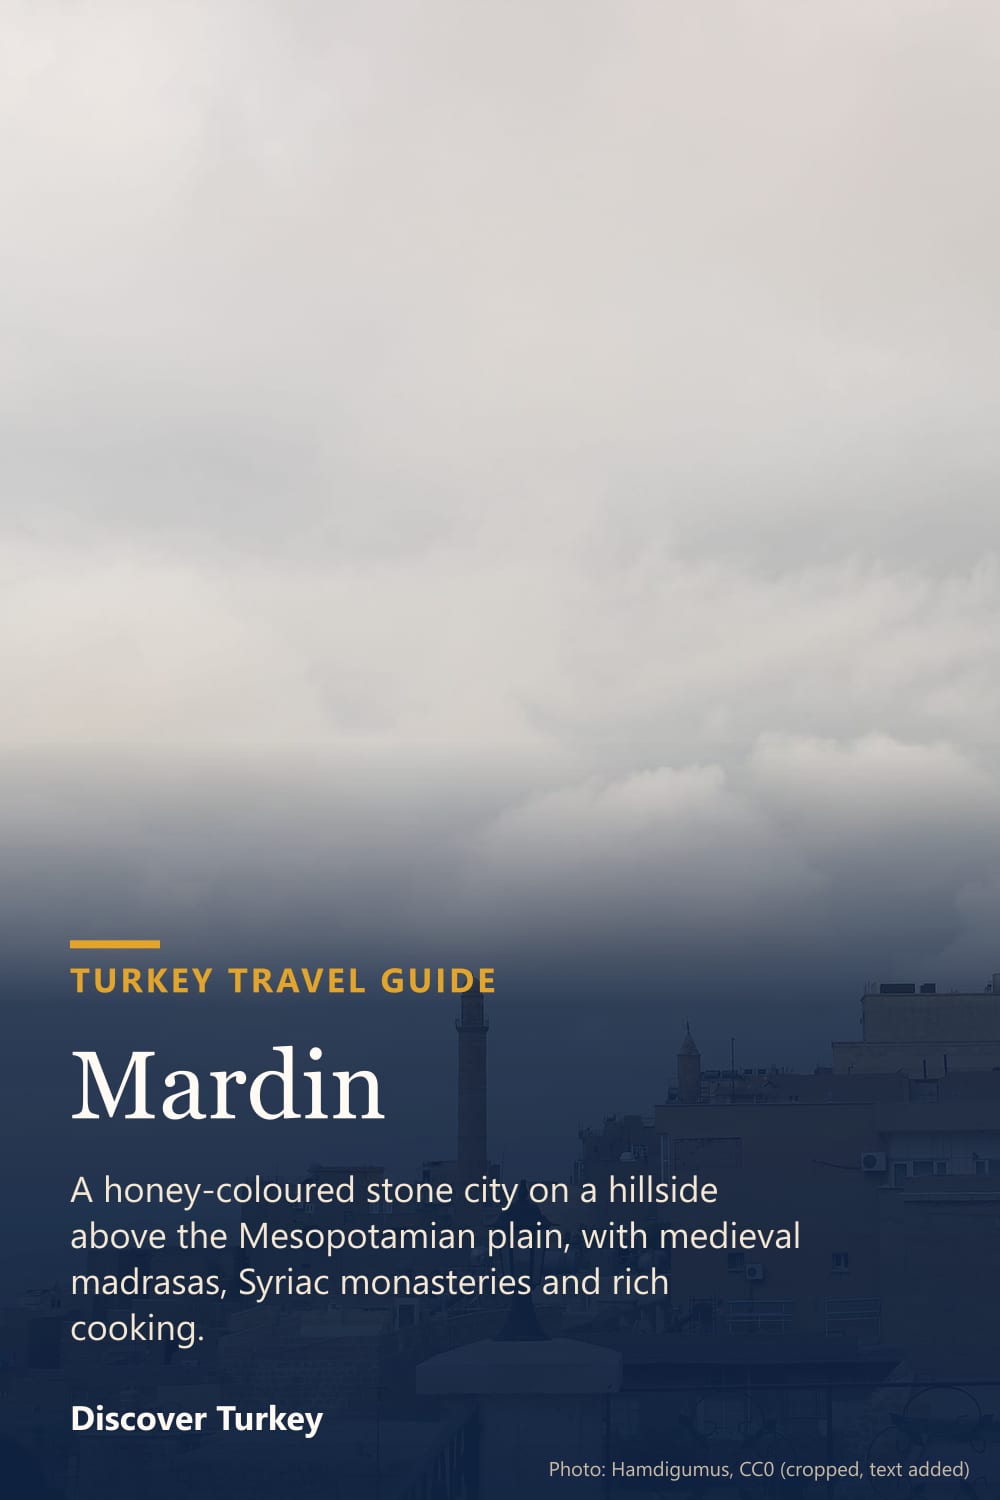 TURKEY TRAVEL GUIDE
Mardin
A honey-coloured stone city on a hillside
above the Mesopotamian plain, with medieval
madrasas, Syriac monasteries and rich
cooking.
Discover Turkey
Photo: Hamdigumus, CC0 (cropped, text added)